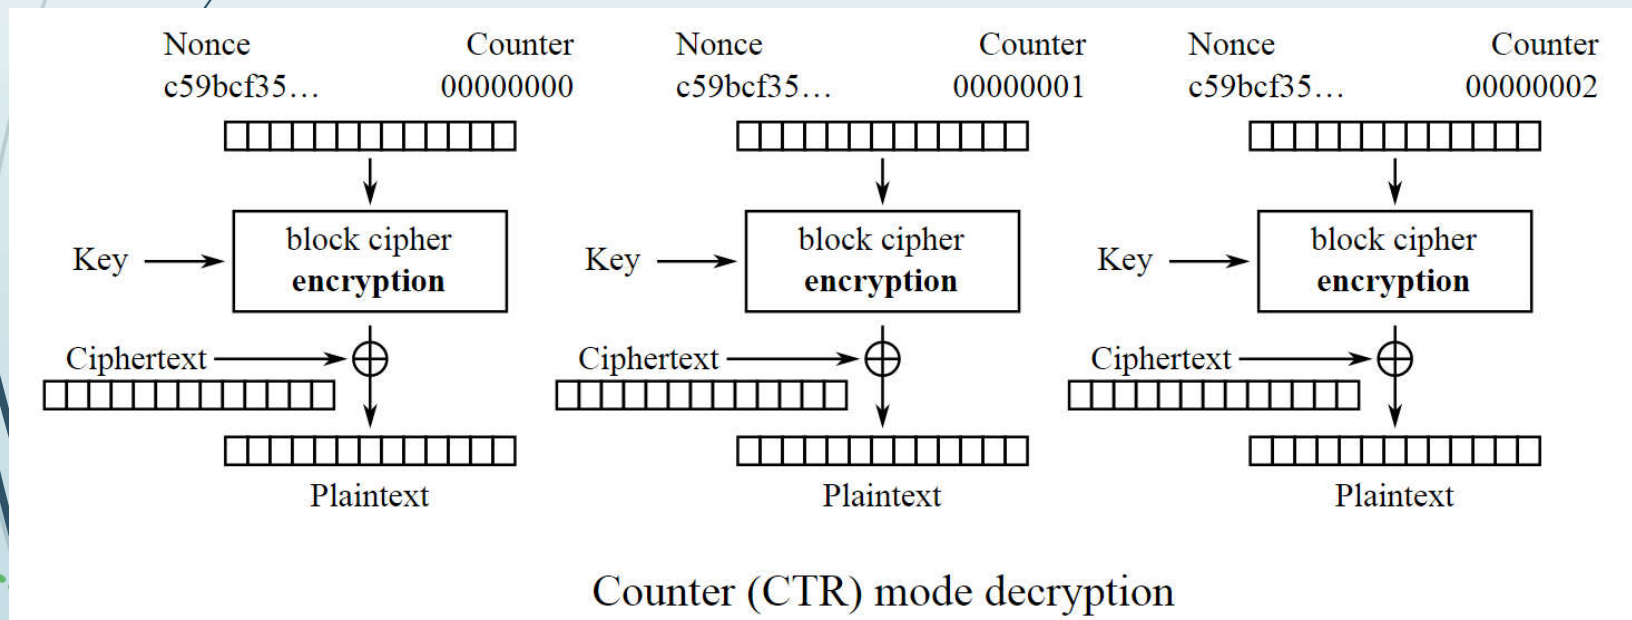 Nonce Counter Nonce Counter Nonce Counter
c59bcf35… 00000000 c59bcf35… 00000001 c59bcf35… 00000002
block cipher block cipher block cipher
Key encryption Key encryption Key encryption
Ciphertext Ciphertext Ciphertext
Plaintext Plaintext Plaintext
Counter (CTR) mode decryption